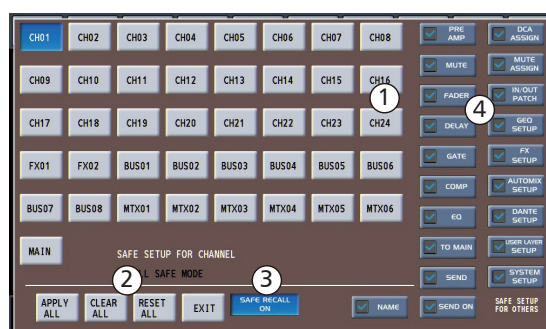 CH01 CH02 CH03 CH04 CH05 CH06 CH07 CH08 PRE AMP DCA ASSIGN
MUTE MUTE ASSIGN
CH09 CH10 CH11 CH12 CH13 CH14 CH15 CH16 FADER IN/OUT PATCH
1 4
CH17 CH18 CH19 CH20 CH21 CH22 CH23 CH24 DELAY GEQ SETUP
FX01 FX02 BUS01 BUS02 BUS03 BUS04 BUS05 BUS06 GATE FX SETUP
COMP AUTOMIX SETUP
BUS07 BUS08 MTX01 MTX02 MTX03 MTX04 MTX05 MTX06 EQ DANTE SETUP
MAIN SAFE SETUP FOR CHANNEL TO MAIN USER LAYER SETUP
2 SAFE MODE 3 SEND SYSTEM SETUP
APPLY ALL CLEAR ALL RESET ALL EXIT SAFE RECALL ON NAME SEND ON SAFE SETUP FOR OTHERS